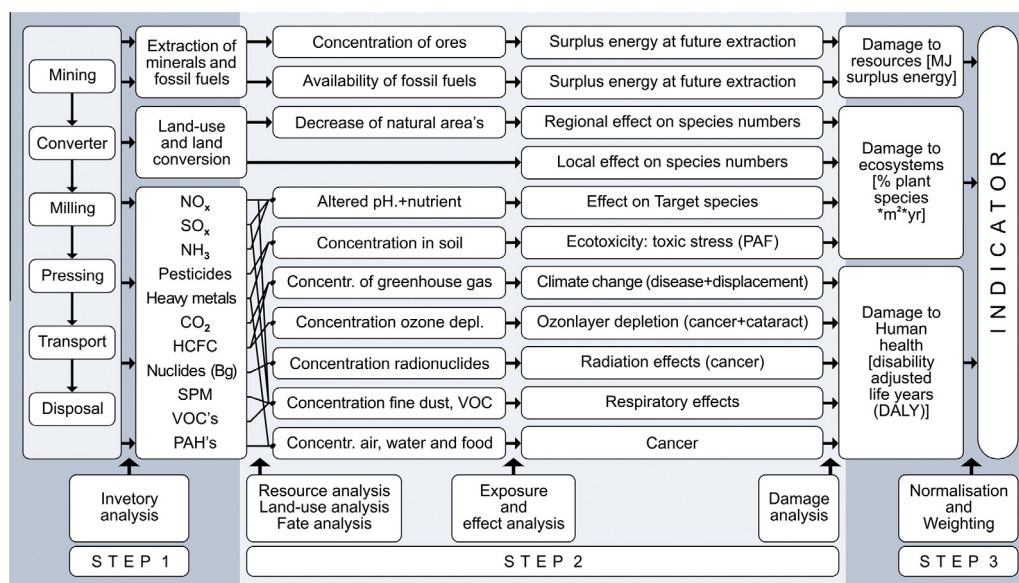 Mining
Converter
Milling
Pressing
Transport
Disposal
Extraction of
minerals and
fossil fuels
Land-use
and land
conversion
NOₓ
SOₓ
NH₃
Pesticides
Heavy metals
CO₂
HCFC
Nuclides (Bg)
SPM
VOC's
PAH's
Concentration of ores
Availability of fossil fuels
Decrease of natural area's
Altered pH.+nutrient
Concentration in soil
Concentr. of greenhouse gas
Concentration ozone depl.
Concentration radionuclides
Concentration fine dust, VOC
Concentr. air, water and food
Surplus energy at future extraction
Surplus energy at future extraction
Regional effect on species numbers
Local effect on species numbers
Effect on Target species
Ecotoxicity: toxic stress (PAF)
Climate change (disease+displacement)
Ozonlayer depletion (cancer+cataract)
Radiation effects (cancer)
Respiratory effects
Cancer
Damage to
resources [MJ
surplus energy]
Damage to
ecosystems
[% plant
species
*m²*yr]
Damage to
Human
health
[disability
adjusted
life years
(DALY)]
INDICATOR
Invetory
analysis
Resource analysis
Land-use analysis
Fate analysis
Exposure
and
effect analysis
Damage
analysis
Normalisation
and
Weighting
STEP 1
STEP 2
STEP 3